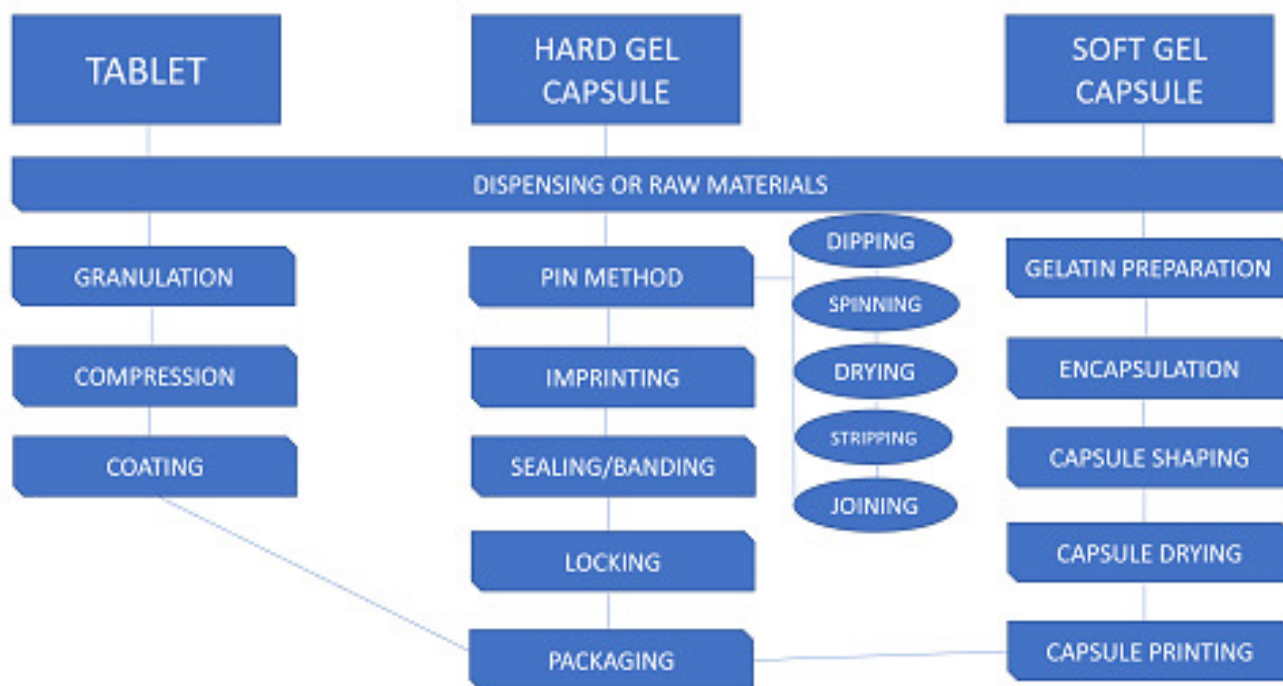 TABLET
HARD GEL
CAPSULE
SOFT GEL
CAPSULE
DISPENSING OR RAW MATERIALS
GRANULATION
COMPRESSION
COATING
PIN METHOD
IMPRINTING
SEALING/BANDING
LOCKING
PACKAGING
DIPPING
SPINNING
DRYING
STRIPPING
JOINING
GELATIN PREPARATION
ENCAPSULATION
CAPSULE SHAPING
CAPSULE DRYING
CAPSULE PRINTING